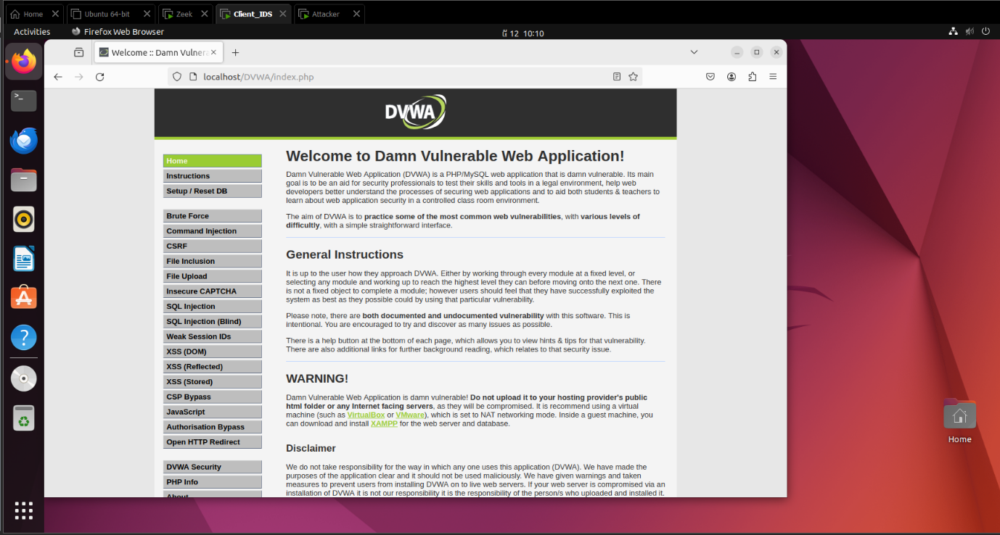 Home
Ubuntu 64-bit
Zeek
Client_IDS
Attacker
Activities
Firefox Web Browser
12 10:10
Welcome :: Damn Vulnera
localhost/DVWA/index.php
DVWA
Home
Instructions
Setup / Reset DB
Brute Force
Command Injection
CSRF
File Inclusion
File Upload
Insecure CAPTCHA
SQL Injection
SQL Injection (Blind)
Weak Session IDs
XSS (DOM)
XSS (Reflected)
XSS (Stored)
CSP Bypass
JavaScript
Authorisation Bypass
Open HTTP Redirect
DVWA Security
PHP Info
About
Welcome to Damn Vulnerable Web Application!
Damn Vulnerable Web Application (DVWA) is a PHP/MySQL web application that is damn vulnerable. Its main
goal is to be an aid for security professionals to test their skills and tools in a legal environment, help web
developers better understand the processes of securing web applications and to aid both students & teachers to
learn about web application security in a controlled class room environment.
The aim of DVWA is to practice some of the most common web vulnerabilities, with various levels of
difficultly, with a simple straightforward interface.
General Instructions
It is up to the user how they approach DVWA. Either by working through every module at a fixed level, or
selecting any module and working up to reach the highest level they can before moving onto the next one. There
is not a fixed object to complete a module; however users should feel that they have successfully exploited the
system as best as they possible could by using that particular vulnerability.
Please note, there are both documented and undocumented vulnerability with this software. This is
intentional. You are encouraged to try and discover as many issues as possible.
There is a help button at the bottom of each page, which allows you to view hints & tips for that vulnerability.
There are also additional links for further background reading, which relates to that security issue.
WARNING!
Damn Vulnerable Web Application is damn vulnerable! Do not upload it to your hosting provider's public
html folder or any Internet facing servers, as they will be compromised. It is recommend using a virtual
machine (such as VirtualBox or VMware), which is set to NAT networking mode. Inside a guest machine, you
can download and install XAMPP for the web server and database.
Disclaimer
We do not take responsibility for the way in which any one uses this application (DVWA). We have made the
purposes of the application clear and it should not be used maliciously. We have given warnings and taken
measures to prevent users from installing DVWA on to live web servers. If your web server is compromised via an
installation of DVWA it is not our responsibility it is the responsibility of the person/s who uploaded and installed it.
Home